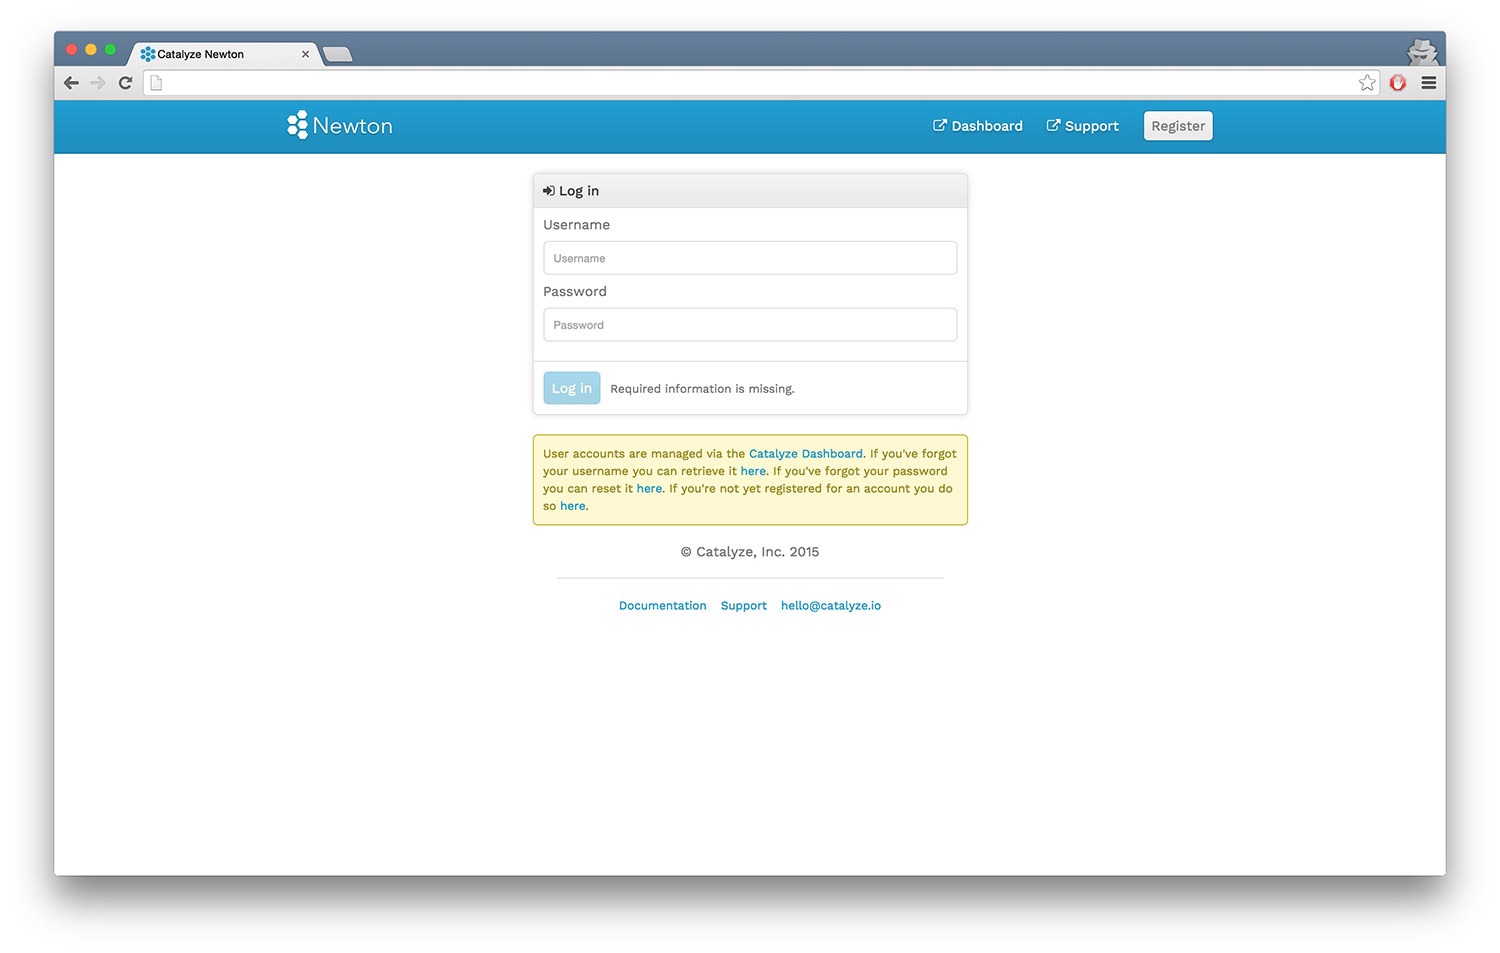 Catalyze Newton
Newton
Dashboard
Support
Register
Log in
Username
Username
Password
Password
Log in
Required information is missing.
User accounts are managed via the Catalyze Dashboard. If you've forgot
your username you can retrieve it here. If you've forgot your password
you can reset it here. If you're not yet registered for an account you do
so here.
© Catalyze, Inc. 2015
Documentation
Support
hello@catalyze.io